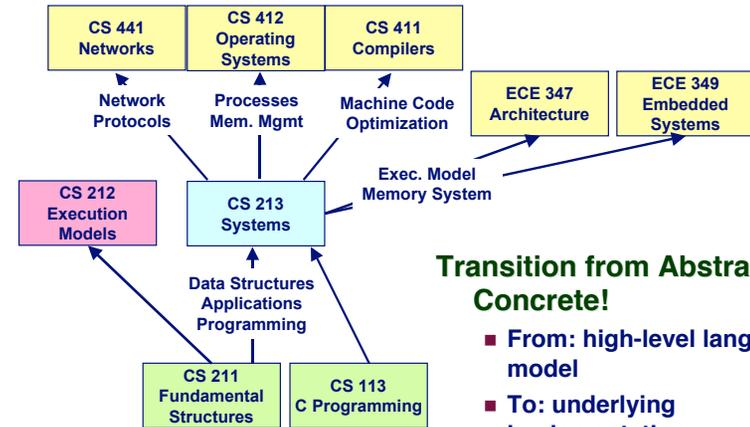 CS 441
Networks
CS 412
Operating
Systems
CS 411
Compilers
ECE 347
Architecture
ECE 349
Embedded
Systems
Network
Protocols
Processes
Mem. Mgmt
Machine Code
Optimization
Exec. Model
Memory System
CS 212
Execution
Models
CS 213
Systems
Data Structures
Applications
Programming
CS 211
Fundamental
Structures
CS 113
C Programming
Transition from Abstra
Concrete!
■ From: high-level lang
model
■ To: underlying